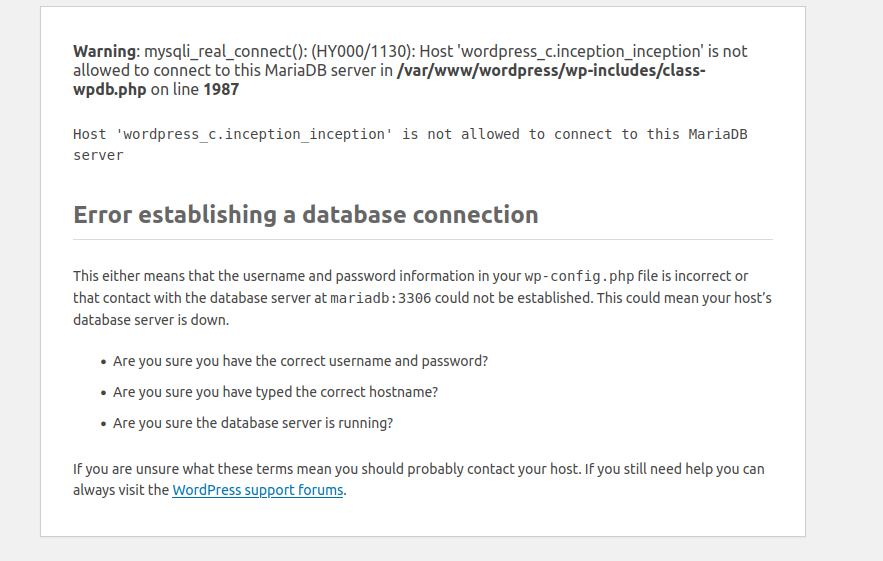 Warning: mysqli_real_connect(): (HY000/1130): Host 'wordpress_c.inception_inception' is not
allowed to connect to this MariaDB server in /var/www/wordpress/wp-includes/class-
wpdb.php on line 1987
Host 'wordpress_c.inception_inception' is not allowed to connect to this MariaDB
server
Error establishing a database connection
This either means that the username and password information in your wp-config.php file is incorrect or
that contact with the database server at mariadb:3306 could not be established. This could mean your host’s
database server is down.
• Are you sure you have the correct username and password?
• Are you sure you have typed the correct hostname?
• Are you sure the database server is running?
If you are unsure what these terms mean you should probably contact your host. If you still need help you can
always visit the WordPress support forums.